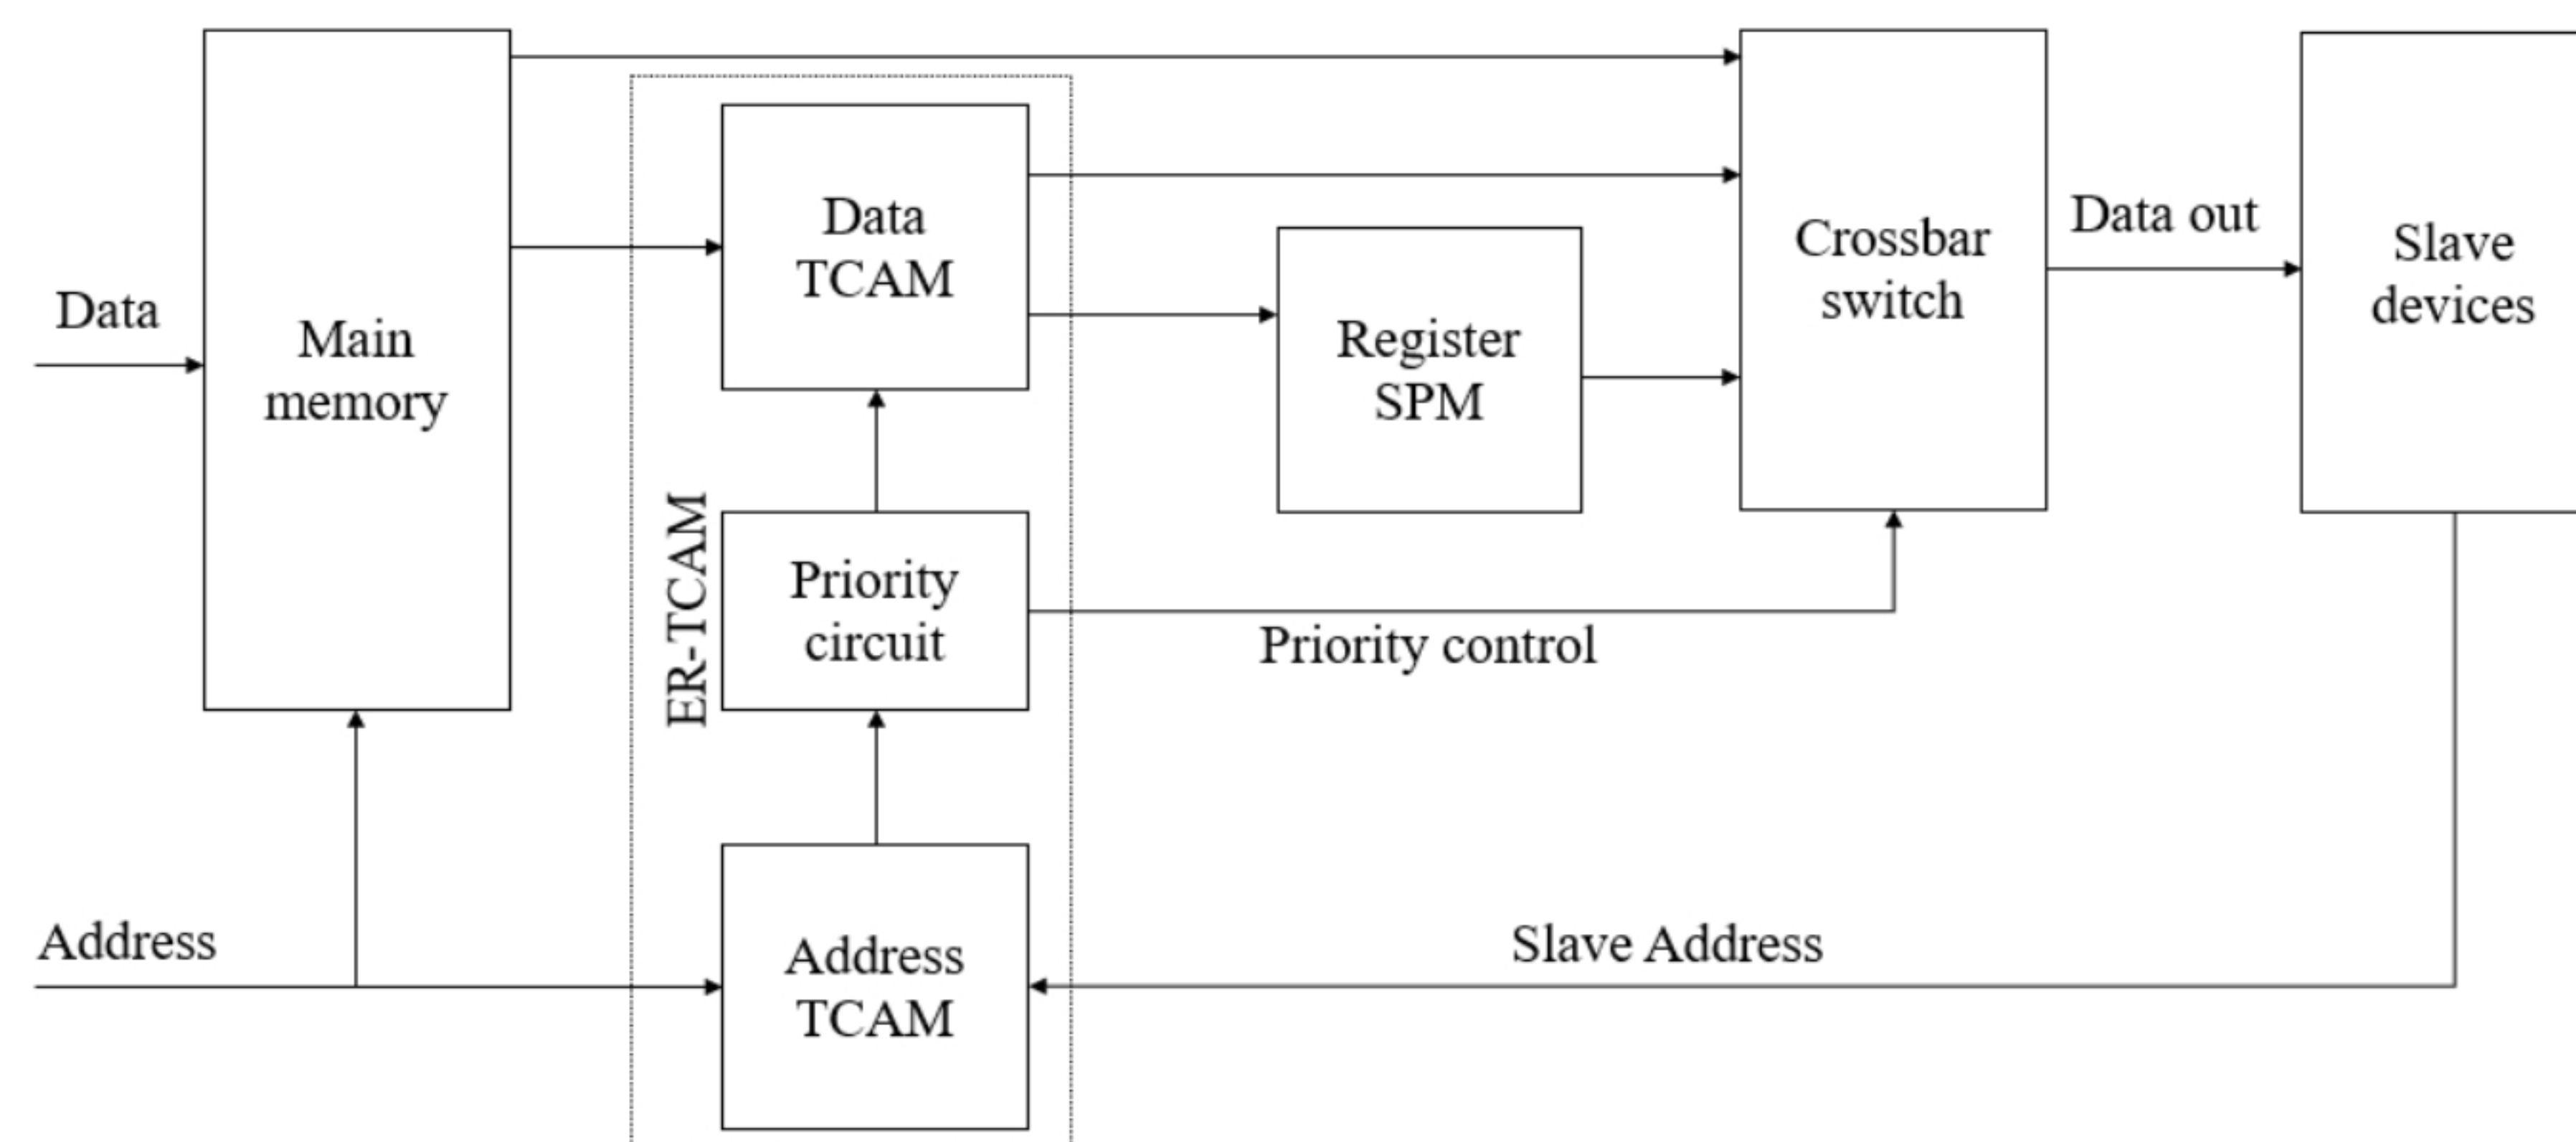 Data
Main
memory
Data
TCAM
Register
SPM
Crossbar
switch
Data out
Slave
devices
ER-TCAM
Priority
circuit
Priority control
Address
Address
TCAM
Slave Address